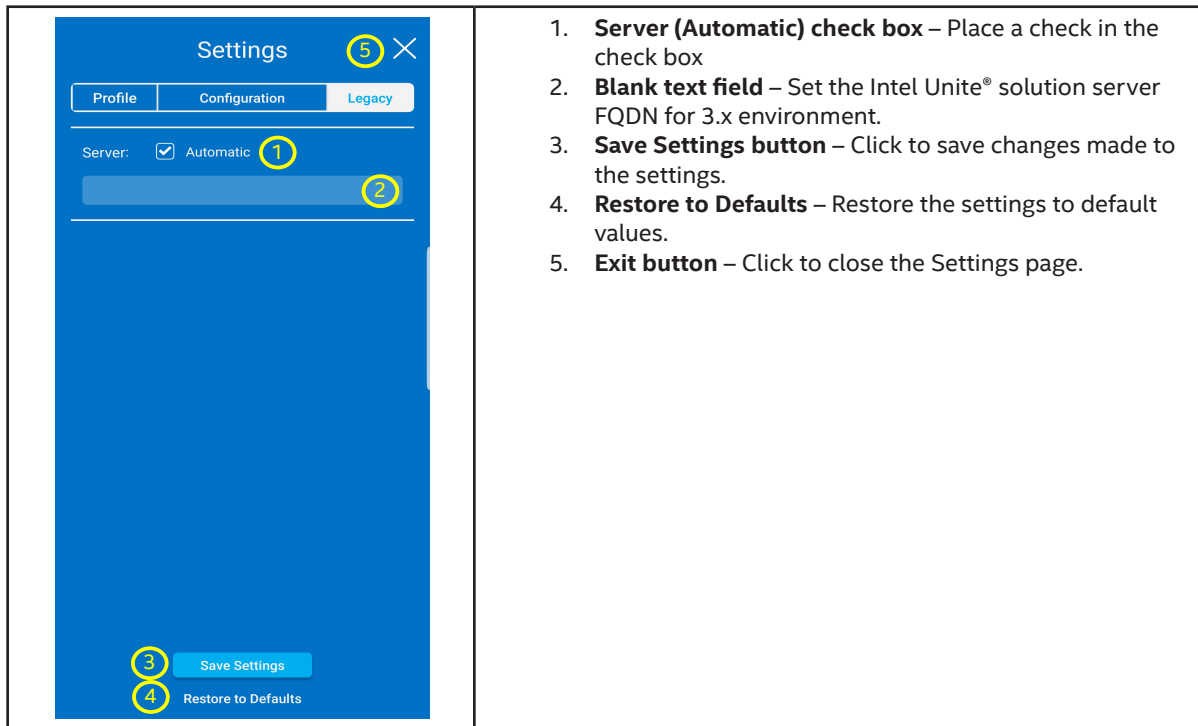 Settings 5
Profile Configuration Legacy
Server: Automatic 1
2
3 Save Settings
4 Restore to Defaults
1. Server (Automatic) check box – Place a check in the
check box
2. Blank text field – Set the Intel Unite® solution server
FQDN for 3.x environment.
3. Save Settings button – Click to save changes made to
the settings.
4. Restore to Defaults – Restore the settings to default
values.
5. Exit button – Click to close the Settings page.